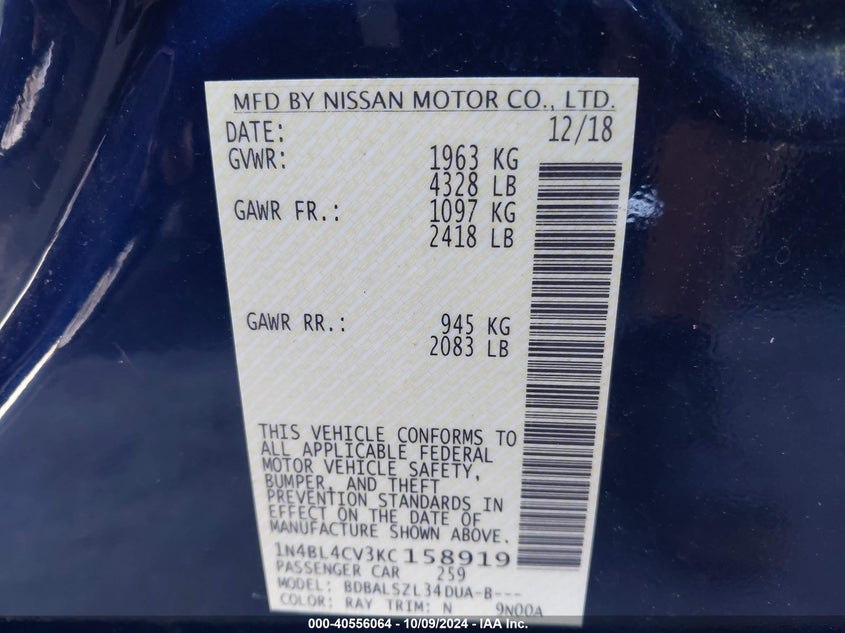 MFD BY NISSAN MOTOR CO., LTD.
DATE: 12/18
GVWR: 1963 KG
4328 LB
GAWR FR.: 1097 KG
2418 LB
GAWR RR.: 945 KG
2083 LB
THIS VEHICLE CONFORMS TO
ALL APPLICABLE FEDERAL
MOTOR VEHICLE SAFETY,
BUMPER, AND THEFT
PREVENTION STANDARDS IN
EFFECT ON THE DATE OF
MANUFACTURE SHOWN ABOVE.
1N4BL4CV3KC158919
PASSENGER CAR 259
MODEL: BDBALSZL34DUA-B---
COLOR: RAY TRIM: N 9N00A
000-40556064 - 10/09/2024 - IAA Inc.